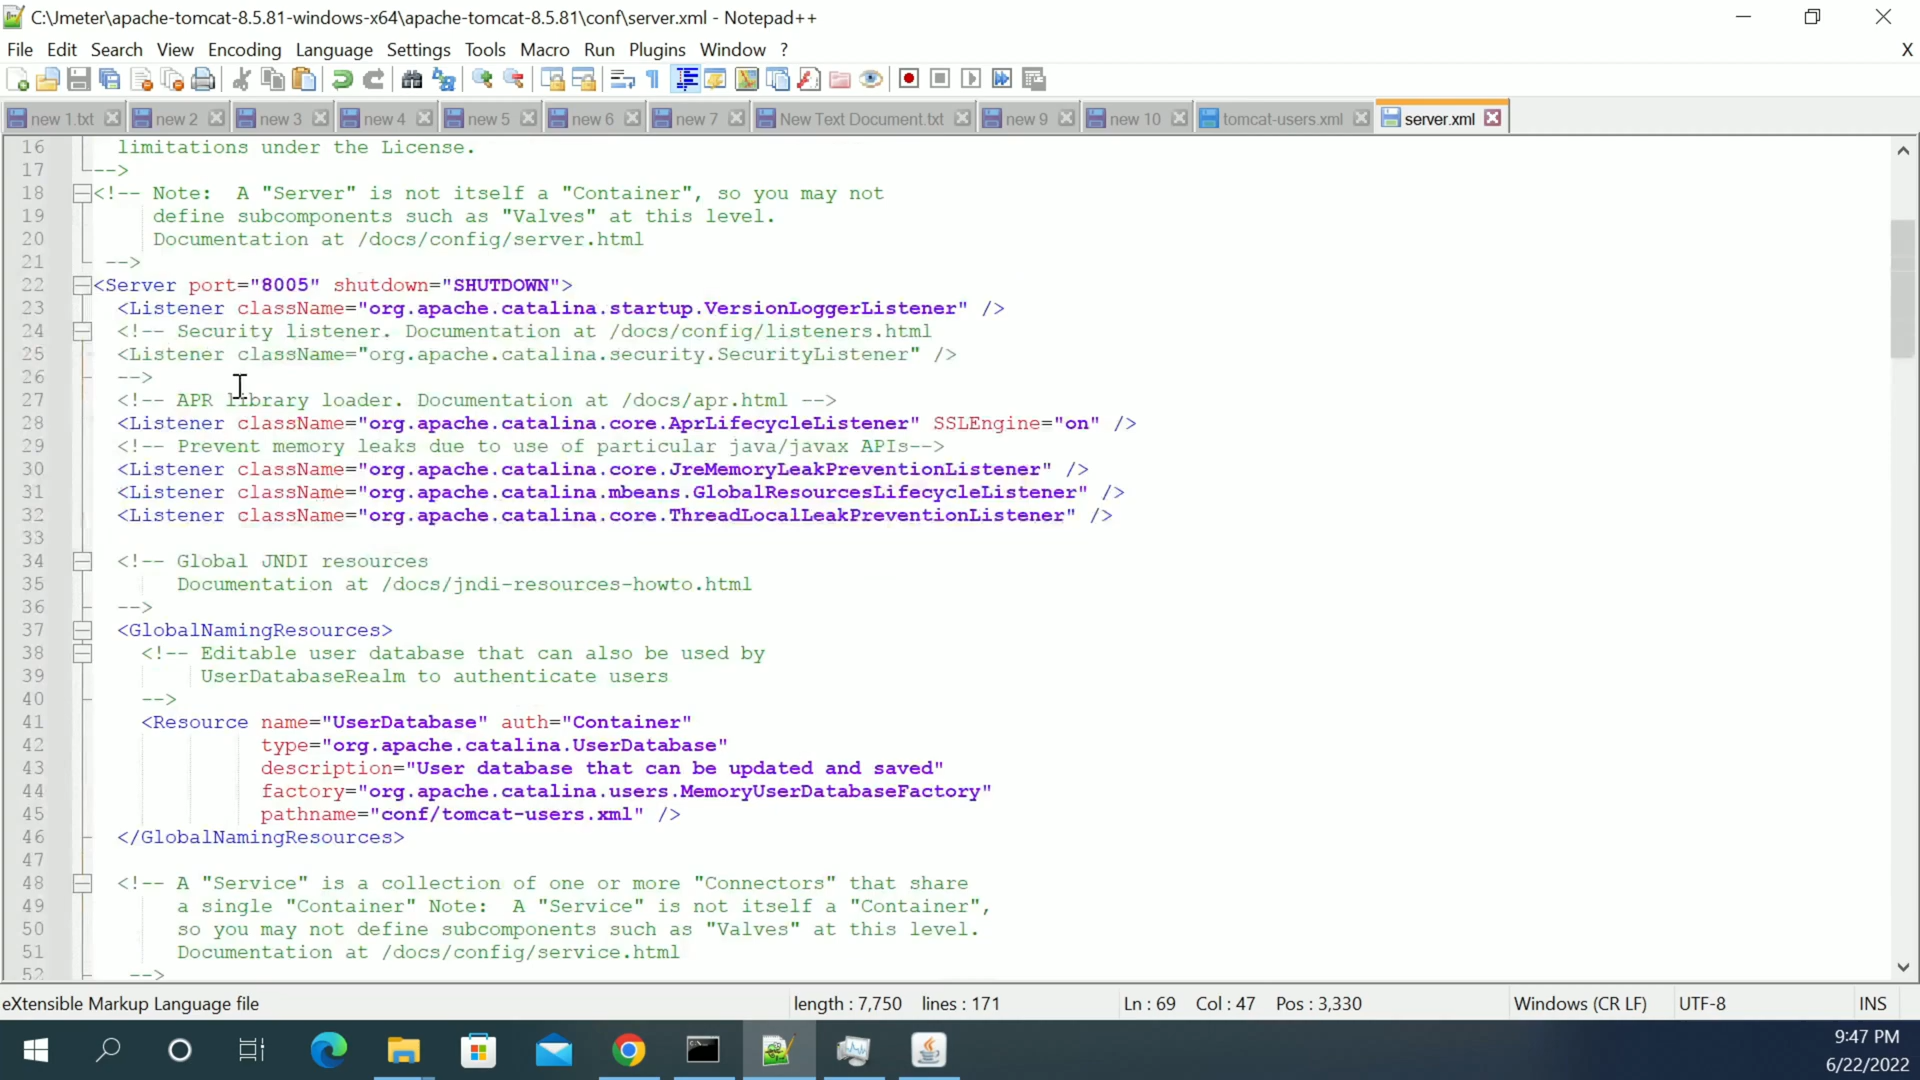 C:\Jmeter\apache-tomcat-8.5.81-windows-x64\apache-tomcat-8.5.81\conf\server.xml - Notepad++
File Edit Search View Encoding Language Settings Tools Macro Run Plugins Window ? X
new 1.txt new 2 new 3 new 4 new 5 new 6 new 7 New Text Document.txt new 9 new 10 tomcat-users.xml server.xml
16 limitations under the License.
17 -->
18 <!-- Note:  A "Server" is not itself a "Container", so you may not
19 define subcomponents such as "Valves" at this level.
20 Documentation at /docs/config/server.html
21 -->
22 <Server port="8005" shutdown="SHUTDOWN">
23 <Listener className="org.apache.catalina.startup.VersionLoggerListener" />
24 <!-- Security listener. Documentation at /docs/config/listeners.html
25 <Listener className="org.apache.catalina.security.SecurityListener" />
26 -->
27 <!-- APR library loader. Documentation at /docs/apr.html -->
28 <Listener className="org.apache.catalina.core.AprLifecycleListener" SSLEngine="on" />
29 <!-- Prevent memory leaks due to use of particular java/javax APIs-->
30 <Listener className="org.apache.catalina.core.JreMemoryLeakPreventionListener" />
31 <Listener className="org.apache.catalina.mbeans.GlobalResourcesLifecycleListener" />
32 <Listener className="org.apache.catalina.core.ThreadLocalLeakPreventionListener" />
33
34 <!-- Global JNDI resources
35 Documentation at /docs/jndi-resources-howto.html
36 -->
37 <GlobalNamingResources>
38 <!-- Editable user database that can also be used by
39 UserDatabaseRealm to authenticate users
40 -->
41 <Resource name="UserDatabase" auth="Container"
42 type="org.apache.catalina.UserDatabase"
43 description="User database that can be updated and saved"
44 factory="org.apache.catalina.users.MemoryUserDatabaseFactory"
45 pathname="conf/tomcat-users.xml" />
46 </GlobalNamingResources>
47
48 <!-- A "Service" is a collection of one or more "Connectors" that share
49 a single "Container" Note:  A "Service" is not itself a "Container",
50 so you may not define subcomponents such as "Valves" at this level.
51 Documentation at /docs/config/service.html
52 -->
eXtensible Markup Language file length : 7,750 lines : 171 Ln : 69 Col : 47 Pos : 3,330 Windows (CR LF) UTF-8 INS
9:47 PM
6/22/2022